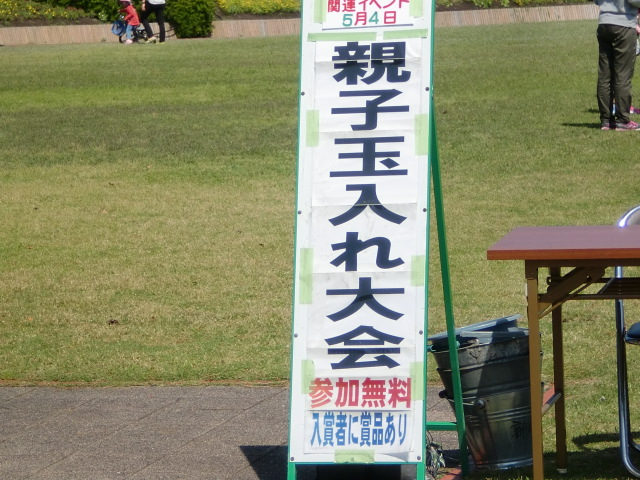 関連イベント
5月4日
親子玉入れ大会
参加無料
入賞者に賞品あり